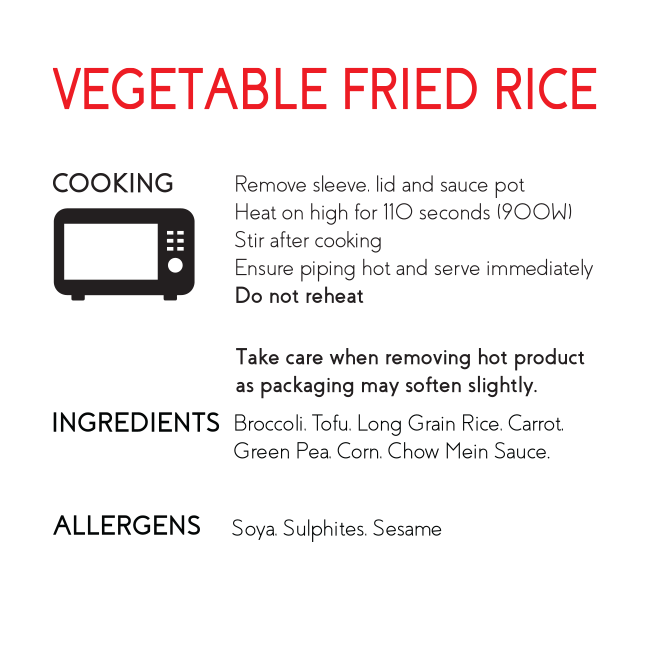 VEGETABLE FRIED RICE
COOKING
Remove sleeve. lid and sauce pot
Heat on high for 110 seconds (900W)
Stir after cooking
Ensure piping hot and serve immediately
Do not reheat
Take care when removing hot product
as packaging may soften slightly.
INGREDIENTS
Broccoli. Tofu. Long Grain Rice. Carrot.
Green Pea. Corn. Chow Mein Sauce.
ALLERGENS
Soya. Sulphites. Sesame